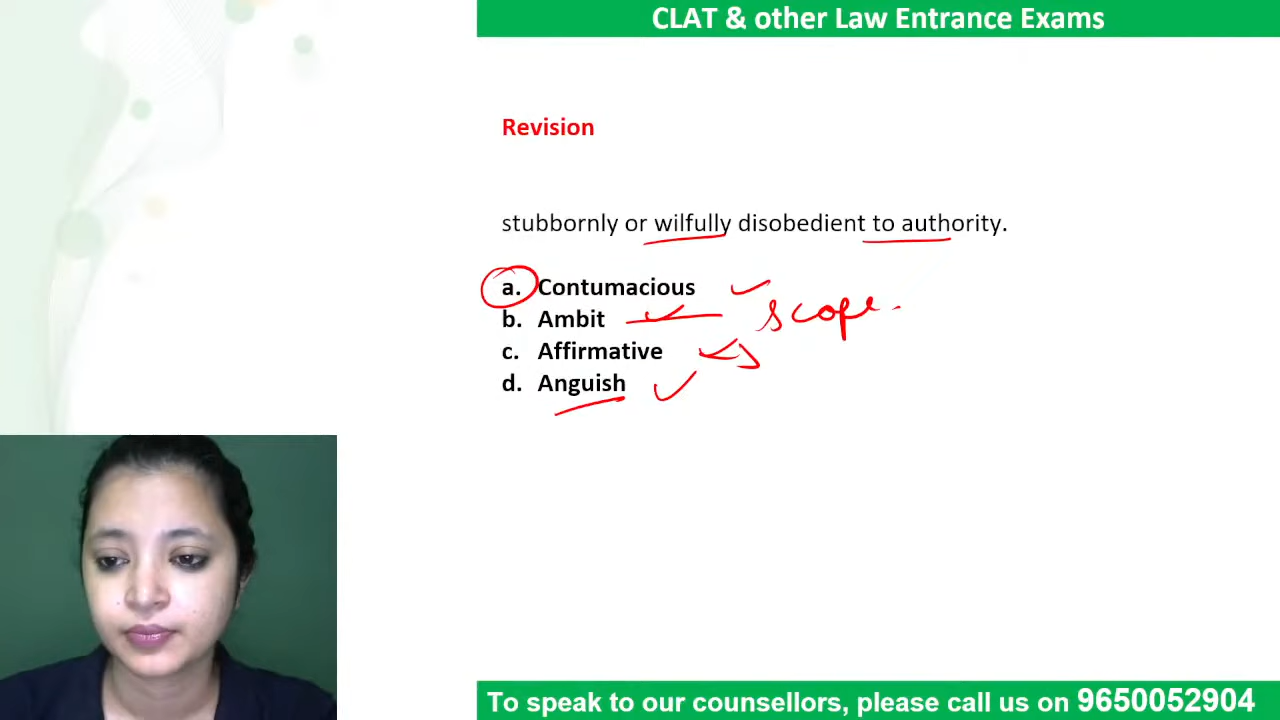 CLAT & other Law Entrance Exams
Revision
stubbornly or wilfully disobedient to authority.
a. Contumacious
b. Ambit scope.
c. Affirmative
d. Anguish
To speak to our counsellors, please call us on 9650052904